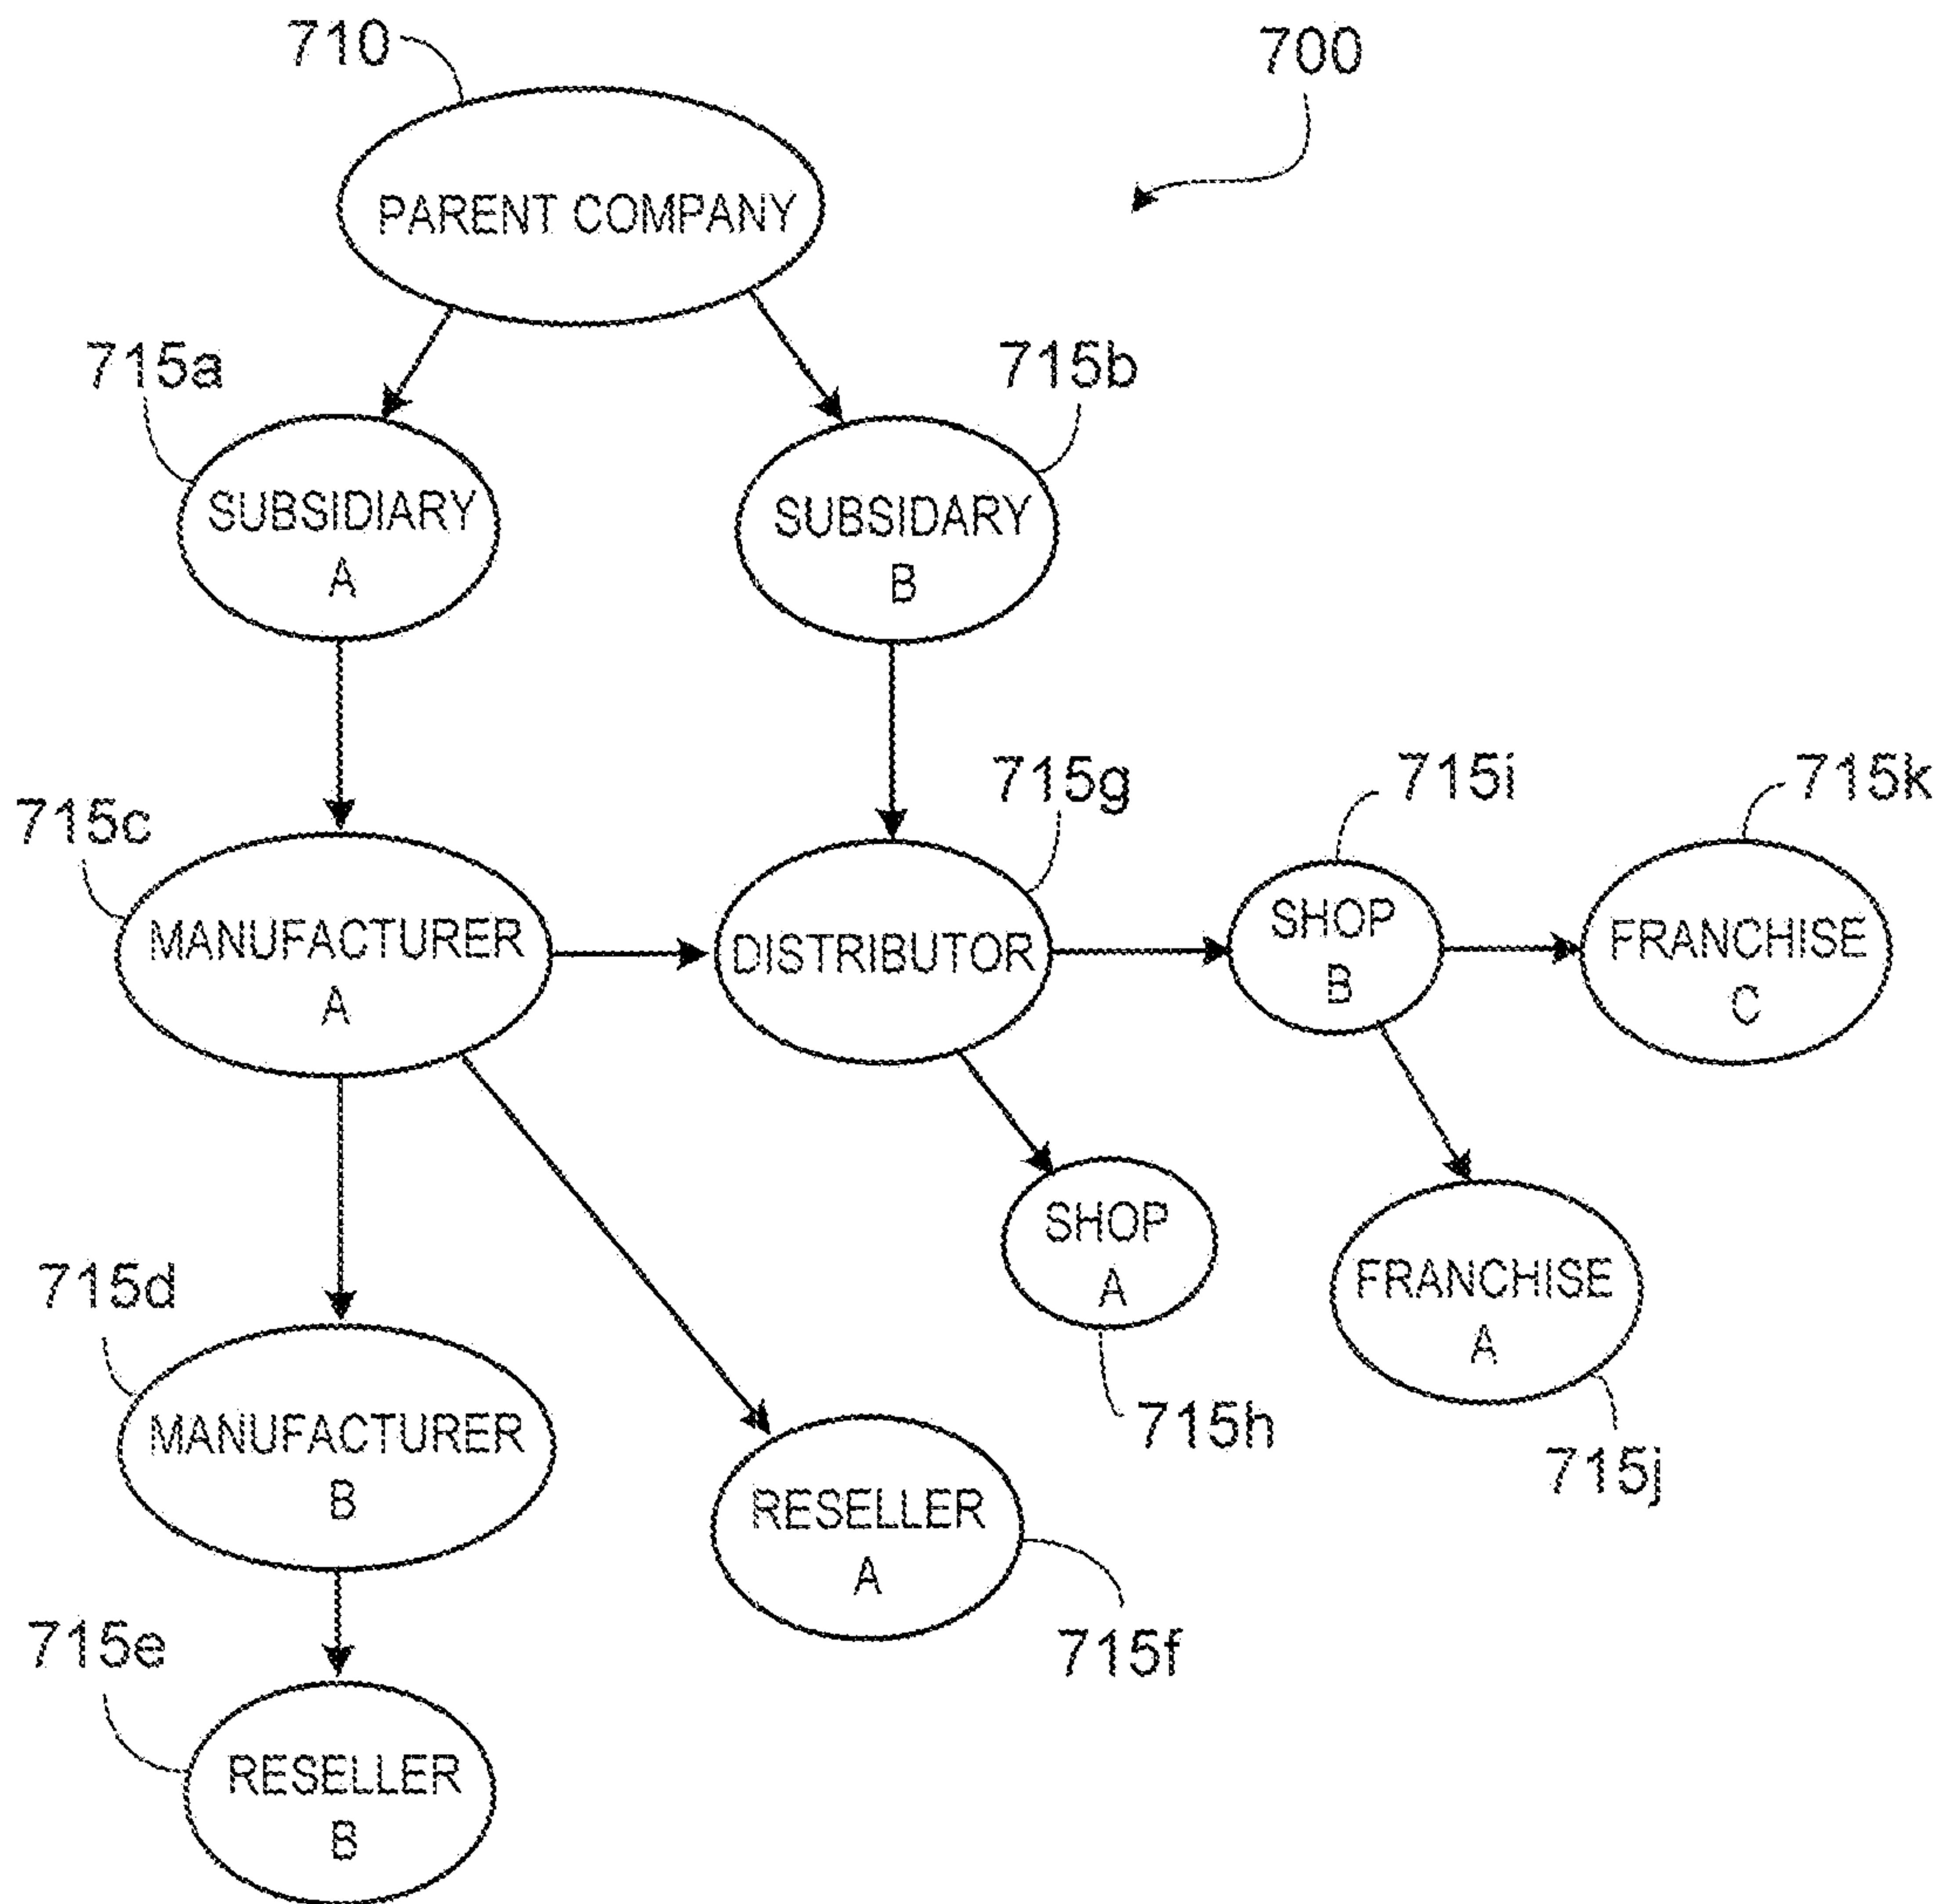 710
700
PARENT COMPANY
715a
715b
SUBSIDIARY
A
SUBSIDARY
B
715c
715g
715i
715k
MANUFACTURER
A
DISTRIBUTOR
SHOP
B
FRANCHISE
C
715d
SHOP
A
FRANCHISE
A
715h
715j
MANUFACTURER
B
RESELLER
A
715e
715f
RESELLER
B